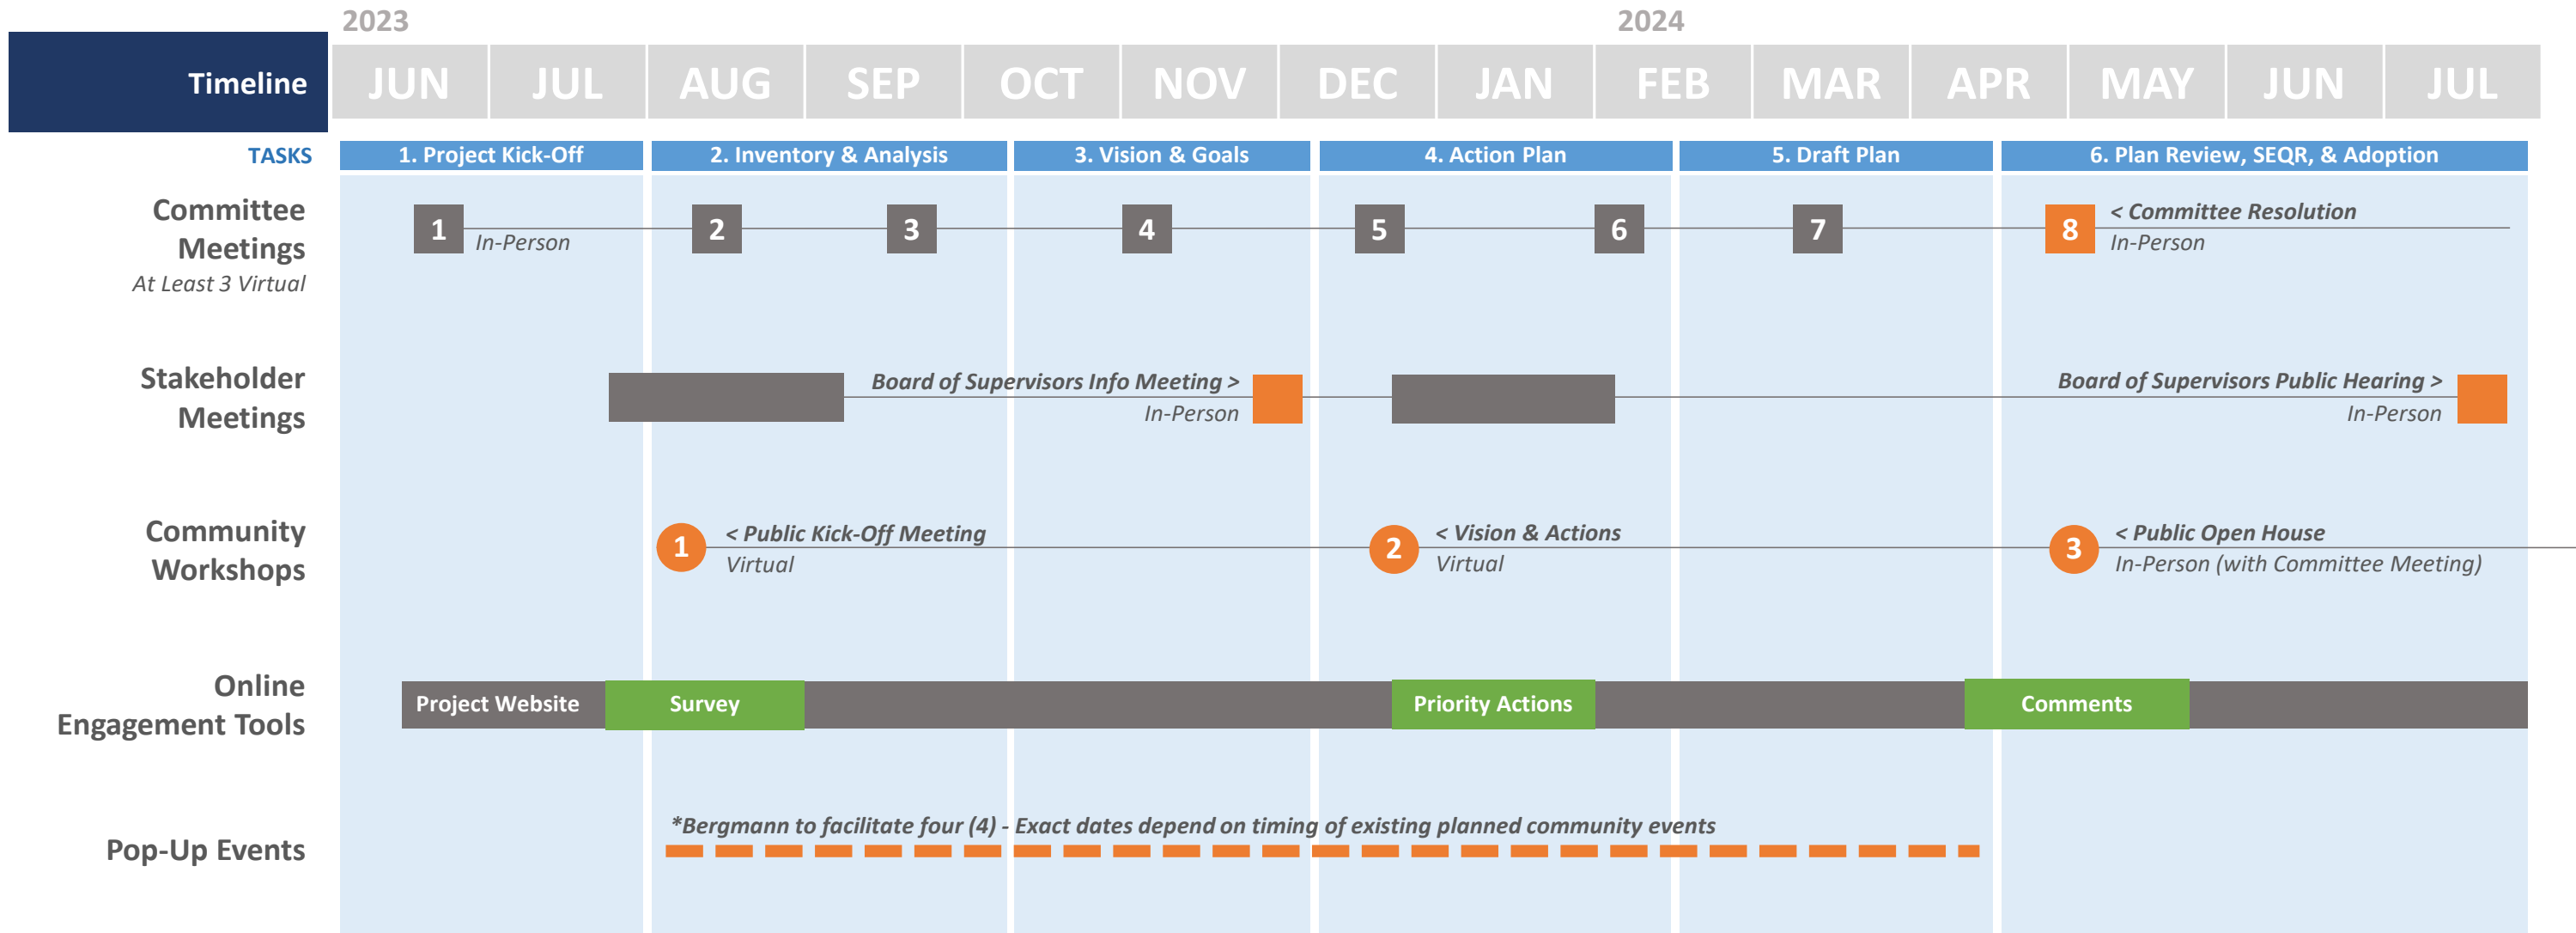 2023
2024
Timeline
JUN JUL AUG SEP OCT NOV DEC JAN FEB MAR APR MAY JUN JUL
TASKS
1. Project Kick-Off
2. Inventory & Analysis
3. Vision & Goals
4. Action Plan
5. Draft Plan
6. Plan Review, SEQR, & Adoption
Committee
Meetings
At Least 3 Virtual
1
In-Person
2
3
4
5
6
7
8
< Committee Resolution
In-Person
Stakeholder
Meetings
Board of Supervisors Info Meeting >
In-Person
Board of Supervisors Public Hearing >
In-Person
Community
Workshops
1
< Public Kick-Off Meeting
Virtual
2
< Vision & Actions
Virtual
3
< Public Open House
In-Person (with Committee Meeting)
Online
Engagement Tools
Project Website
Survey
Priority Actions
Comments
Pop-Up Events
*Bergmann to facilitate four (4) - Exact dates depend on timing of existing planned community events